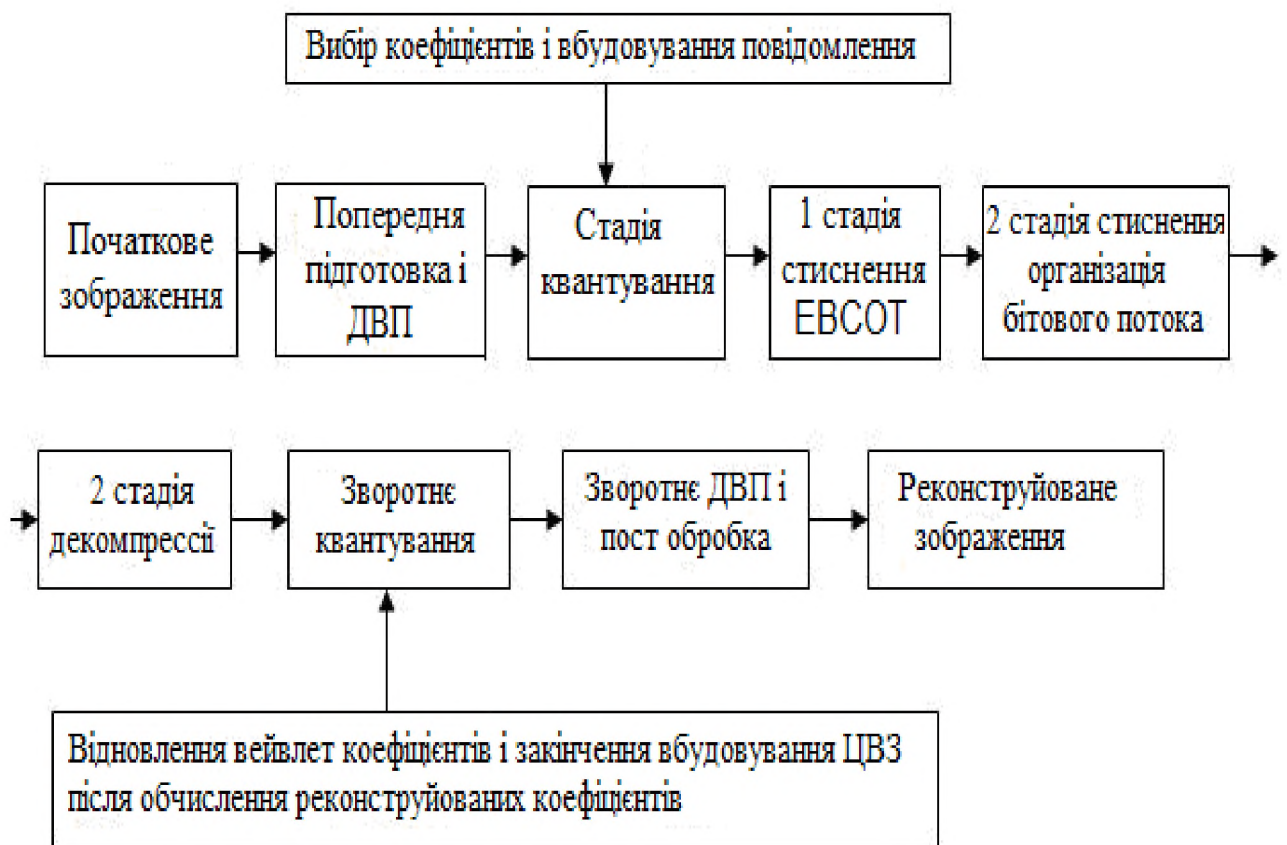 Вибір коефіцієнтів і вбудовування повідомлення
Початкове
зображення
Попередня
підготовка і
ДВП
Стадія
квантування
1 стадія
стиснення
EBCOT
2 стадія стиснення
організація
бітового потока
2 стадія
декомпрессії
Зворотнє
квантування
Зворотнє ДВП і
пост обробка
Реконструйоване
зображення
Відновлення вейвлет коефіцієнтів і закінчення вбудовування ЦВЗ
після обчислення реконструйованих коефіцієнтів